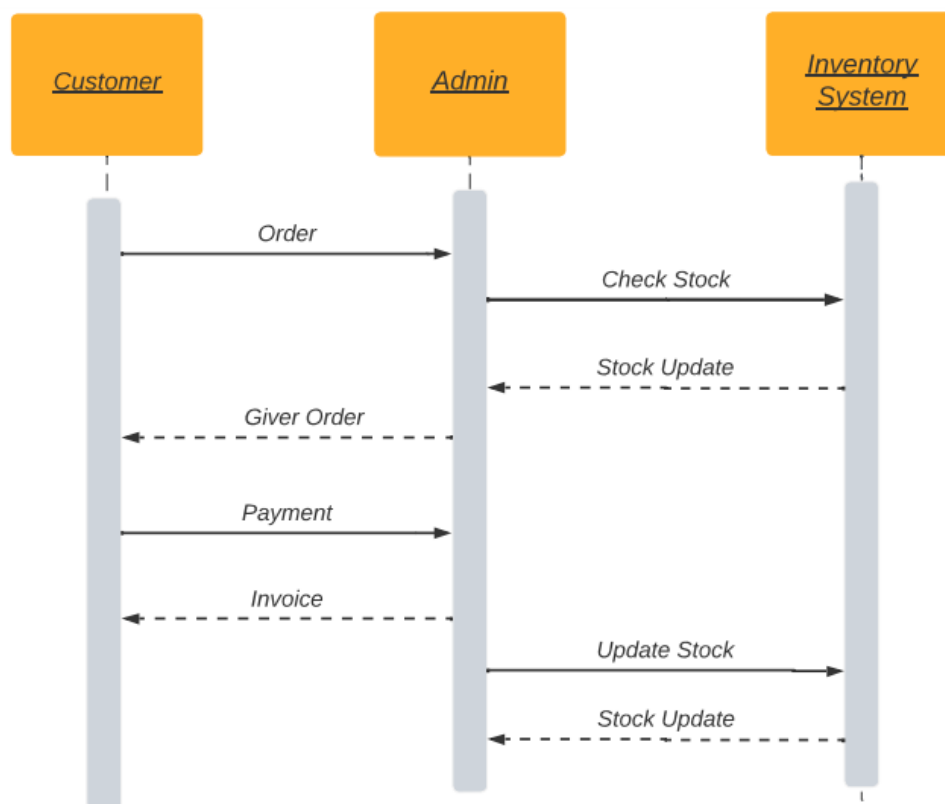 Customer
Admin
Inventory
System
Order
Check Stock
Stock Update
Giver Order
Payment
Invoice
Update Stock
Stock Update